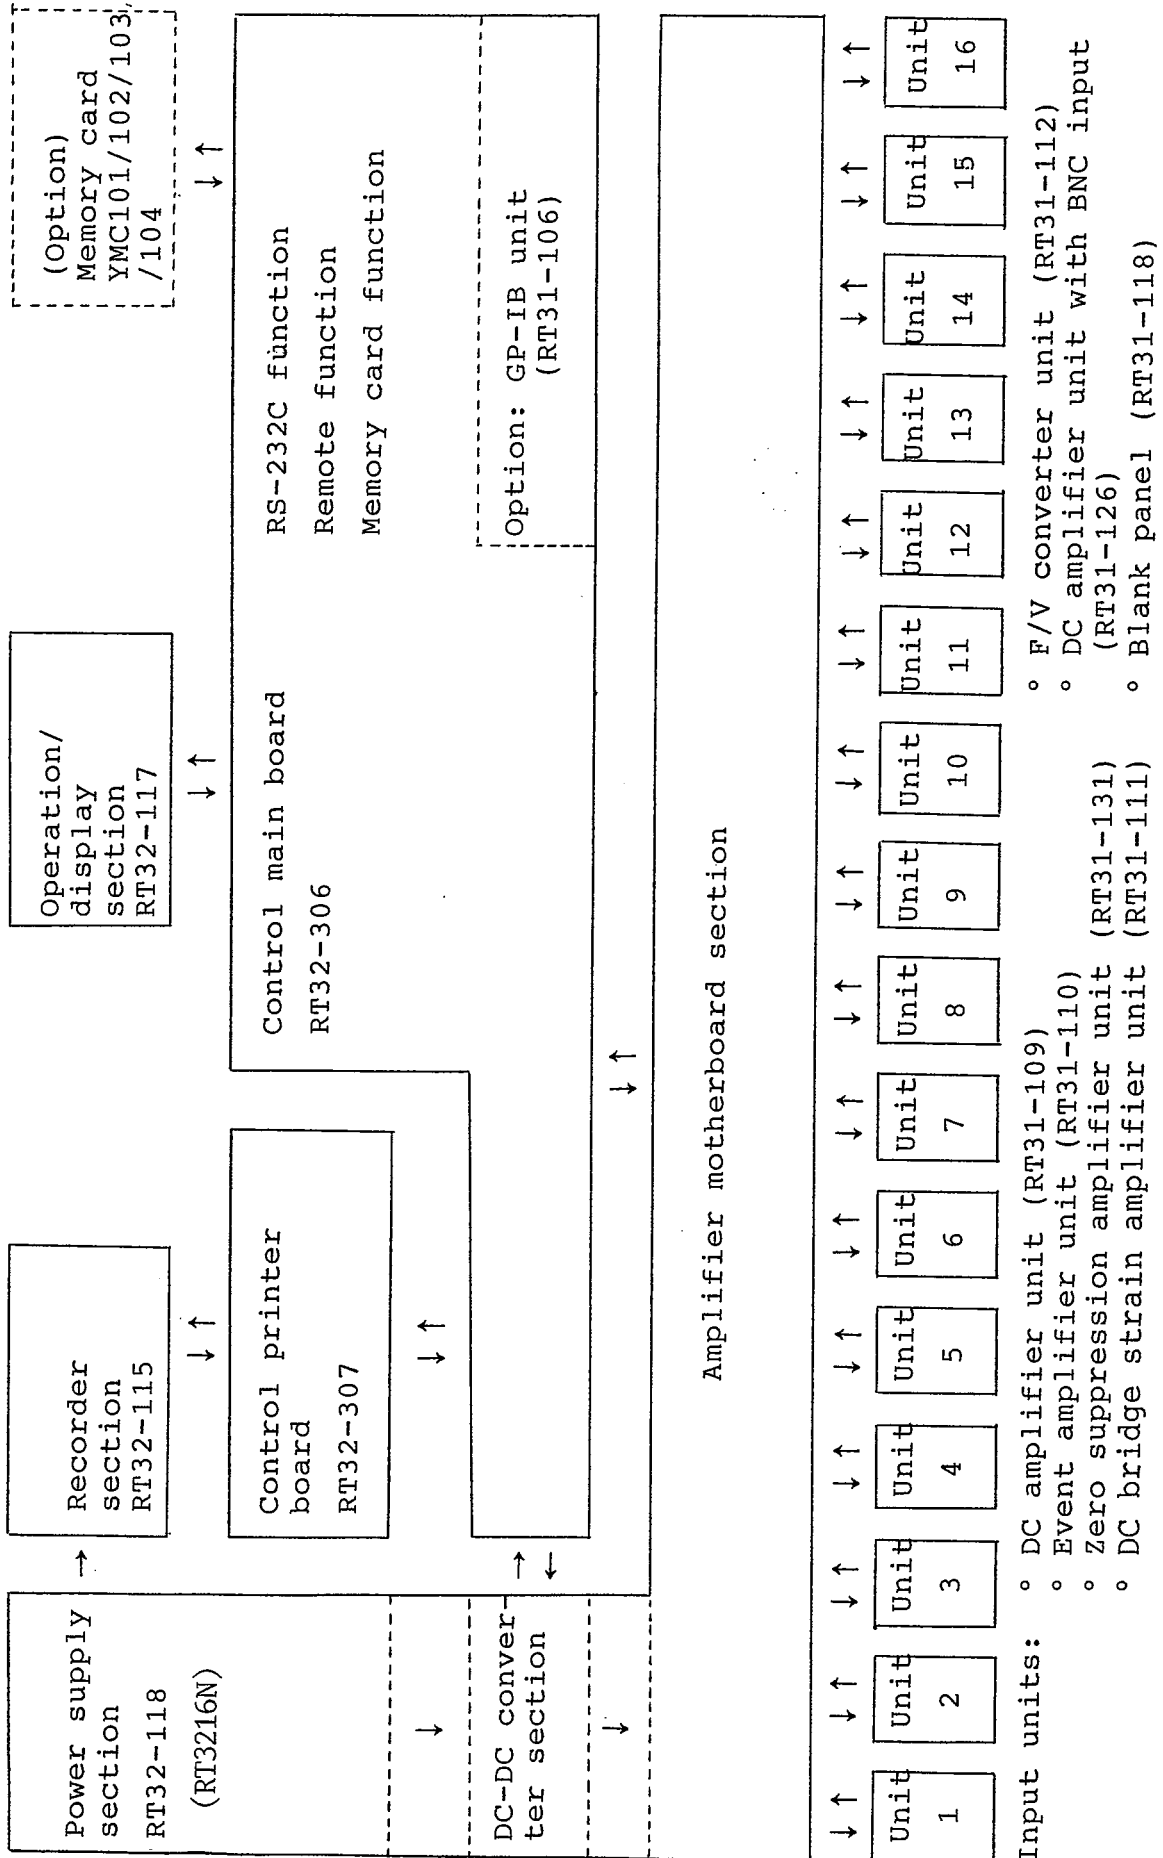 Power supply
section
RT32-118
(RT3216N)
DC-DC conver
ter section
Recorder
section
RT32-115
Control printer
board
RT32-307
Operation/
display
section
RT32-117
(Option)
Memory card
YMC101/102/103,
/104
Control main board
RT32-306
RS-232C function
Remote function
Memory card function
Option: GP-IB unit
(RT31-106)
Amplifier motherboard section
Unit
1
Unit
2
Unit
3
Unit
4
Unit
5
Unit
6
Unit
7
Unit
8
Unit
9
Unit
10
Unit
11
Unit
12
Unit
13
Unit
14
Unit
15
Unit
16
Input units:
° DC amplifier unit (RT31-109)
° Event amplifier unit (RT31-110)
° Zero suppression amplifier unit (RT31-131)
° DC bridge strain amplifier unit (RT31-111)
° F/V converter unit (RT31-112)
° DC amplifier unit with BNC input
(RT31-126)
° Blank panel (RT31-118)